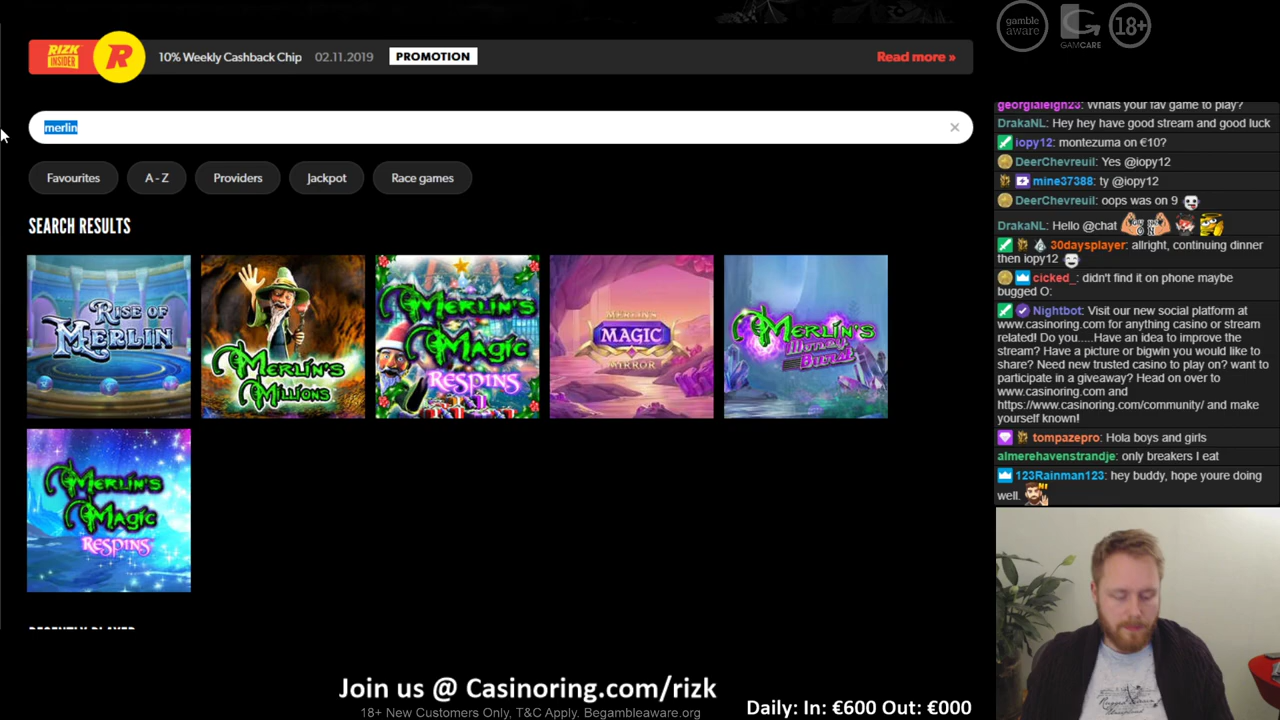 gamble
aware
GAMCARE
18+
RIZK
INSIDER
R
10% Weekly Cashback Chip 02.11.2019 PROMOTION Read more »
merlin
Favourites A - Z Providers Jackpot Race games
SEARCH RESULTS
RISE OF
MERLIN
MERLIN'S
MILLIONS
MERLIN'S
MAGIC
RESPINS
MERLIN'S
MAGIC
MIRROR
MERLIN'S
MONEY
BURST
MERLIN'S
MAGIC
RESPINS
RECENTLY PLAYED
georgialeigh23: Whats your fav game to play?
DrakaNL: Hey hey have good stream and good luck
iopy12: montezuma on €10?
DeerChevreuil: Yes @iopy12
mine37388: ty @iopy12
DeerChevreuil: oops was on 9
DrakaNL: Hello @chat
30daysplayer: allright, continuing dinner
then iopy12
cicked_: didn't find it on phone maybe
bugged O:
Nightbot: Visit our new social platform at
www.casinoring.com for anything casino or stream
related! Do you.....Have an idea to improve the
stream? Have a picture or bigwin you would like to
share? Need new trusted casino to play on? want to
participate in a giveaway? Head on over to
www.casinoring.com and
https://www.casinoring.com/community/ and make
yourself known!
tompazepro: Hola boys and girls
almerehavenstrandje: only breakers I eat
123Rainman123: hey buddy, hope youre doing
well.
Join us @ Casinoring.com/rizk
18+ New Customers Only, T&C Apply. Begambleaware.org
Daily: In: €600 Out: €000